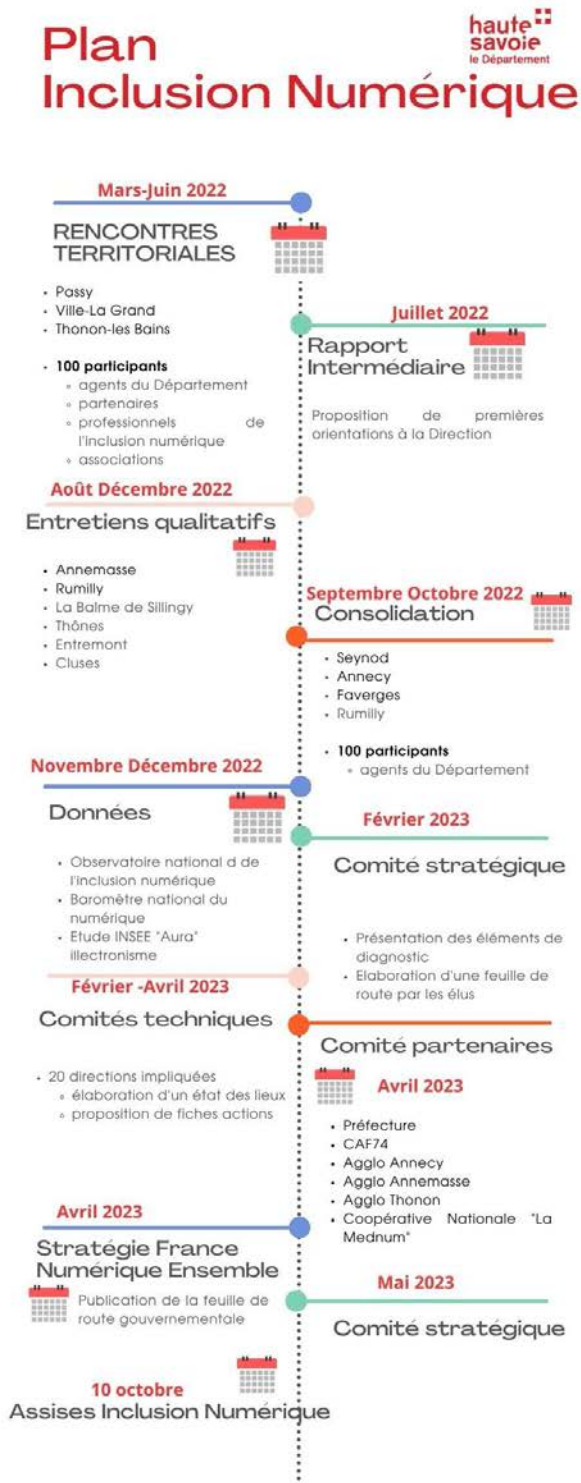 Plan
Inclusion Numérique
haute
savoie
le Département
Mars-Juin 2022
RENCONTRES
TERRITORIALES
• Passy
• Ville-La Grand
• Thonon-les Bains
• 100 participants
agents du Département
partenaires
professionnels de
l'inclusion numérique
associations
Juillet 2022
Rapport
Intermédiaire
Proposition de premières
orientations à la Direction
Août Décembre 2022
Entretiens qualitatifs
• Annemasse
• Rumilly
• La Balme de Sillingy
• Thônes
• Entremont
• Cluses
Septembre Octobre 2022
Consolidation
• Seynod
• Annecy
• Faverges
• Rumilly
• 100 participants
agents du Département
Novembre Décembre 2022
Données
• Observatoire national d de
l'inclusion numérique
• Baromètre national du
numérique
• Etude INSEE "Aura"
illectronisme
Février 2023
Comité stratégique
• Présentation des éléments de
diagnostic
• Elaboration d'une feuille de
route par les élus
Février -Avril 2023
Comités techniques
• 20 directions impliquées
élaboration d'un état des lieux
proposition de fiches actions
Comité partenaires
Avril 2023
• Préfecture
• CAF74
• Agglo Annecy
• Agglo Annemasse
• Agglo Thonon
• Coopérative Nationale "La
Mednum"
Avril 2023
Stratégie France
Numérique Ensemble
Publication de la feuille de
route gouvernementale
Mai 2023
Comité stratégique
10 octobre
Assises Inclusion Numérique